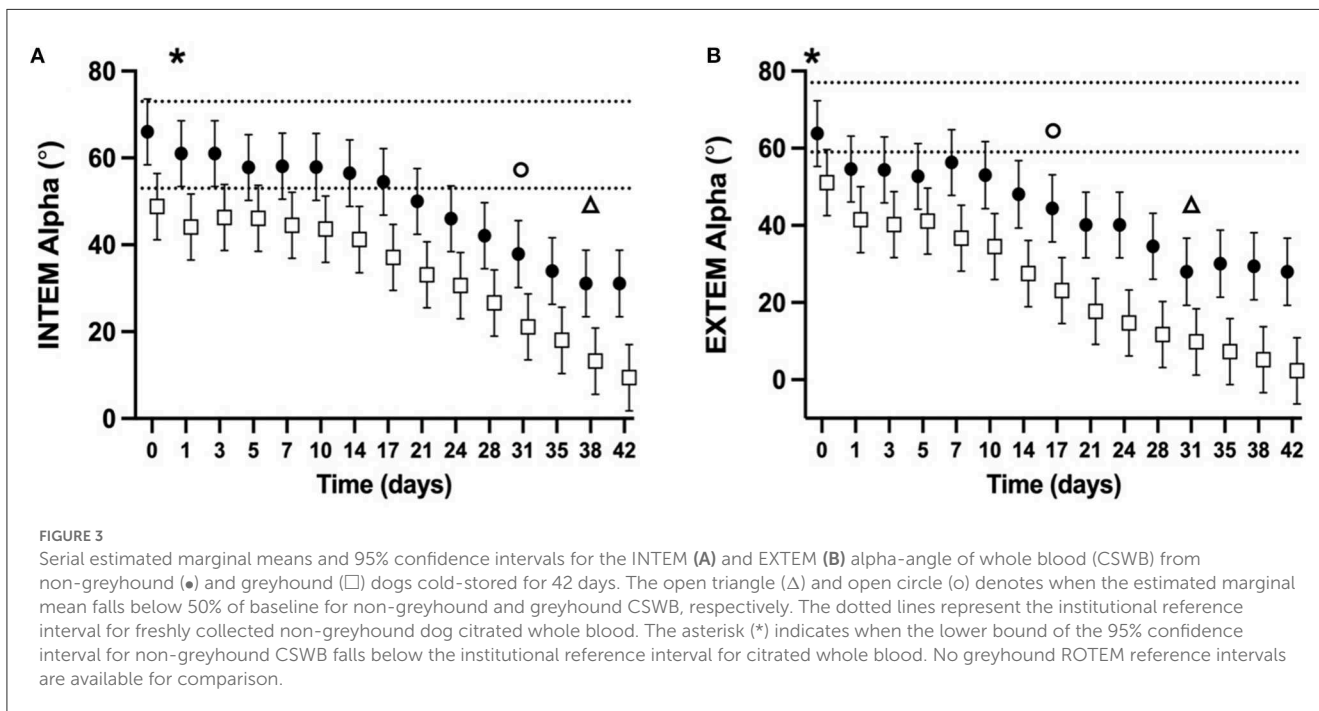 A
*
80
60
40
20
0
INTEM Alpha (°)
0 1 3 5 7 10 14 17 21 24 28 31 35 38 42
Time (days)
B
*
80
60
40
20
0
EXTEM Alpha (°)
0 1 3 5 7 10 14 17 21 24 28 31 35 38 42
Time (days)
FIGURE 3
Serial estimated marginal means and 95% confidence intervals for the INTEM (A) and EXTEM (B) alpha-angle of whole blood (CSWB) from
non-greyhound (●) and greyhound (□) dogs cold-stored for 42 days. The open triangle (Δ) and open circle (o) denotes when the estimated marginal
mean falls below 50% of baseline for non-greyhound and greyhound CSWB, respectively. The dotted lines represent the institutional reference
interval for freshly collected non-greyhound dog citrated whole blood. The asterisk (*) indicates when the lower bound of the 95% confidence
interval for non-greyhound CSWB falls below the institutional reference interval for citrated whole blood. No greyhound ROTEM reference intervals
are available for comparison.